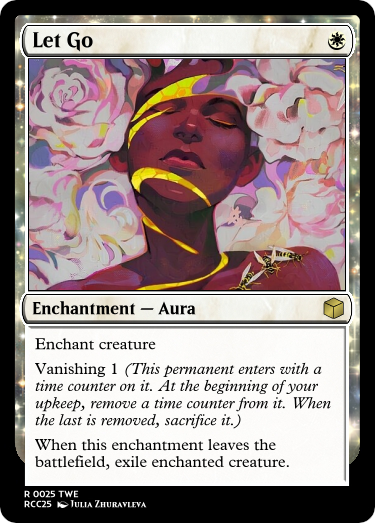 Let Go
Enchantment — Aura
Enchant creature
Vanishing 1 (This permanent enters with a
time counter on it. At the beginning of your
upkeep, remove a time counter from it. When
the last is removed, sacrifice it.)
When this enchantment leaves the
battlefield, exile enchanted creature.
R 0025 TWE
RCC25 Julia Zhuravleva